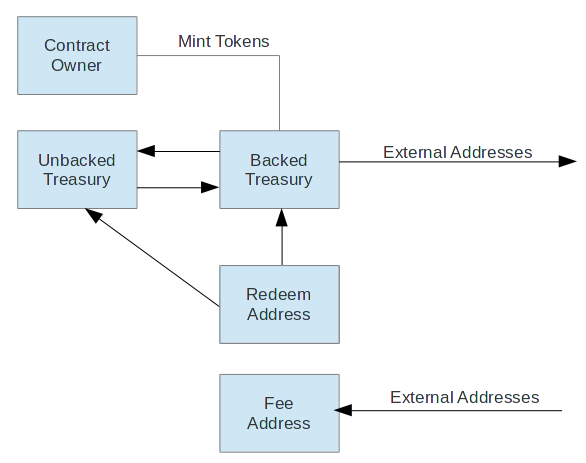 Contract
Owner
Mint Tokens
Unbacked
Treasury
Backed
Treasury
External Addresses
Redeem
Address
Fee
Address
External Addresses